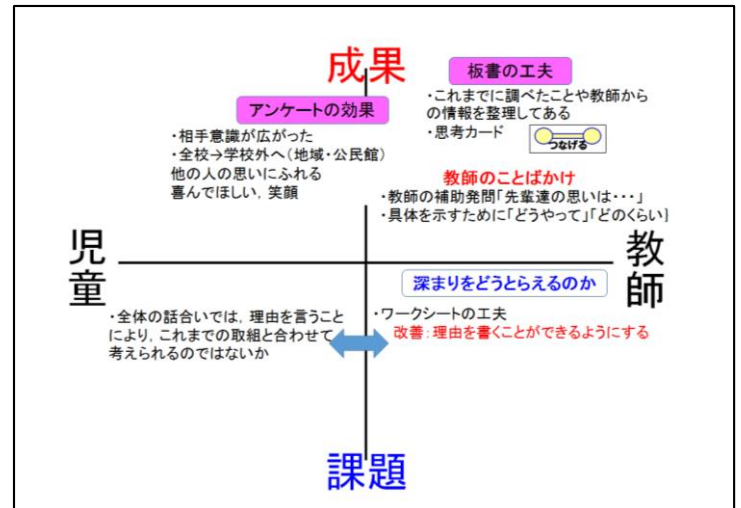 成果
アンケートの効果
・相手意識が広がった
・全校→学校外へ（地域・公民館）
他の人の思いにふれる
喜んでほしい，笑顔
板書の工夫
・これまでに調べたことや教師から
の情報を整理してある
・思考カード
つなげる
教師のことばかけ
・教師の補助発問「先輩達の思いは・・・」
・具体を示すために「どうやって」「どのくらい}
児童
教師
・全体の話合いでは，理由を言うこと
により，これまでの取組と合わせて
考えられるのではないか
深まりをどうとらえるのか
・ワークシートの工夫
改善：理由を書くことができるようにする
課題